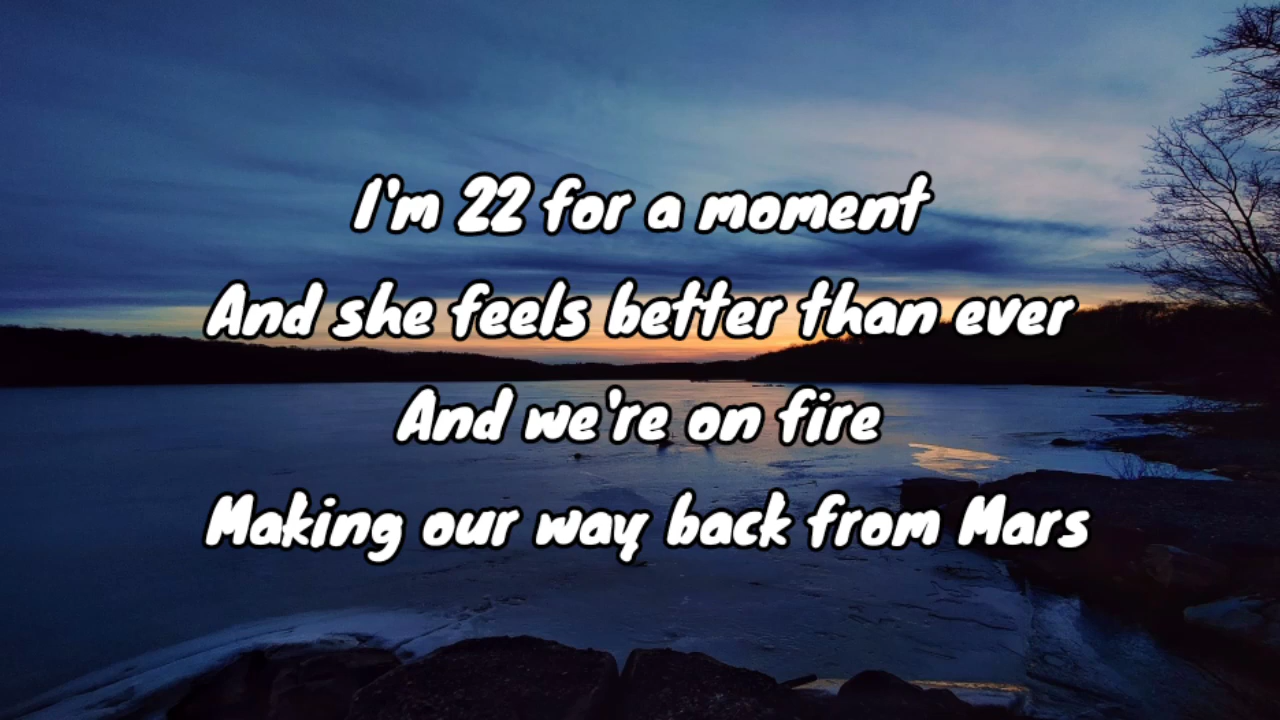 I'm 22 for a moment
And she feels better than ever
And we're on fire
Making our way back from Mars